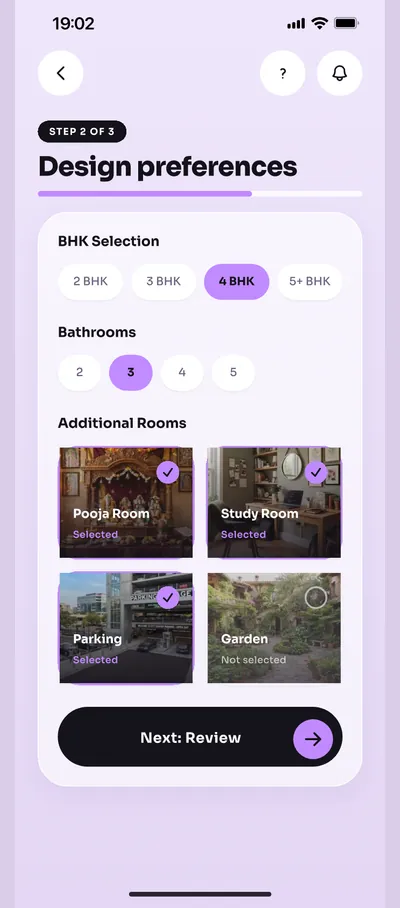 19:02
?
STEP 2 OF 3
Design preferences
BHK Selection
2 BHK 3 BHK 4 BHK 5+ BHK
Bathrooms
2 3 4 5
Additional Rooms
Pooja Room
Selected
Study Room
Selected
PARKING
Parking
Selected
Garden
Not selected
Next: Review